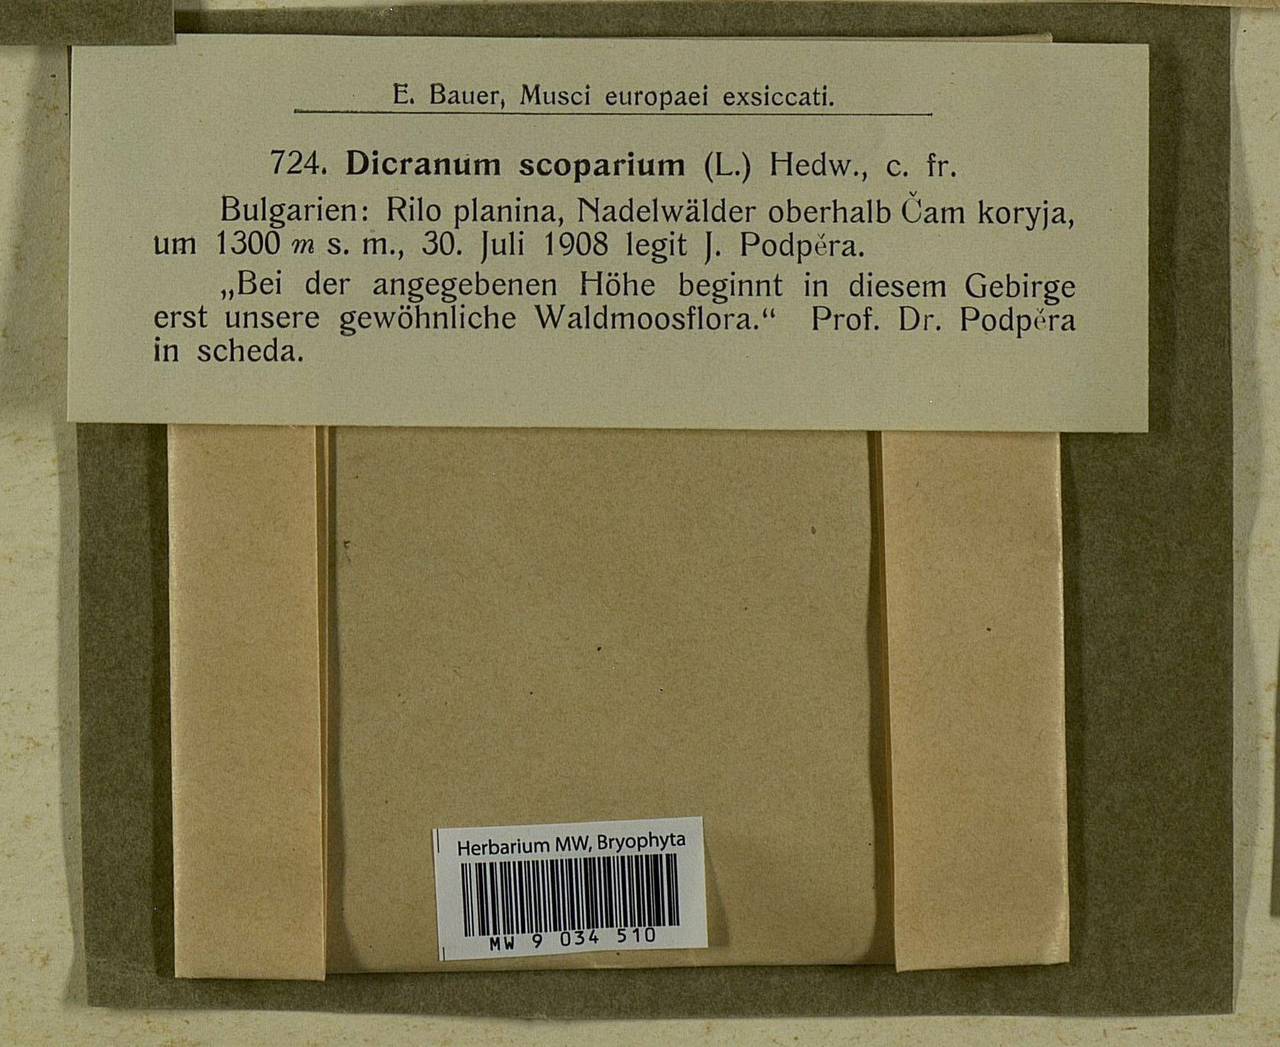 E. Bauer, Musci europaei exsiccati.
724. Dicranum scoparium (L.) Hedw., c. fr.
Bulgarien: Rilo planina, Nadelwälder oberhalb Čam koryja,
um 1300 m s. m., 30. Juli 1908 legit J. Podpěra.
„Bei der angegebenen Höhe beginnt in diesem Gebirge
erst unsere gewöhnliche Waldmoosflora.“ Prof. Dr. Podpěra
in scheda.
Herbarium MW, Bryophyta
MW 9 034 510